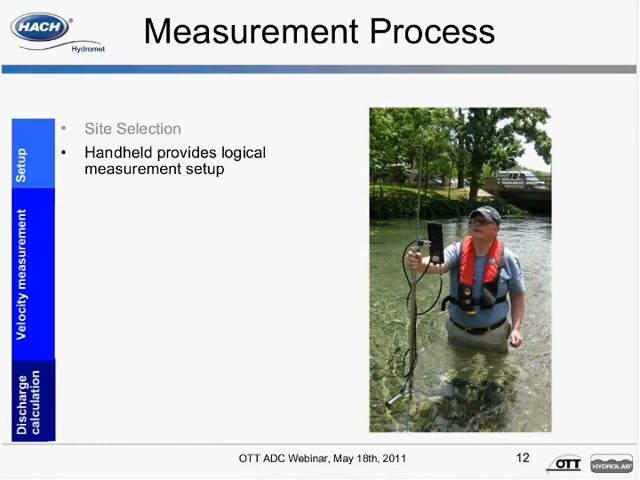 HACH®
Hydromet
Measurement Process
Setup
Velocity measurement
Discharge
calculation
• Site Selection
• Handheld provides logical
measurement setup
OTT ADC Webinar, May 18th, 2011
12
OTT
HYDROLAB®